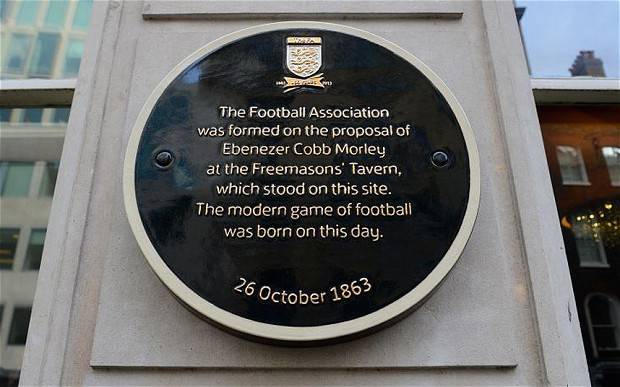 The Football Association
was formed on the proposal of
Ebenezer Cobb Morley
at the Freemasons' Tavern,
which stood on this site.
The modern game of football
was born on this day.
26 October 1863